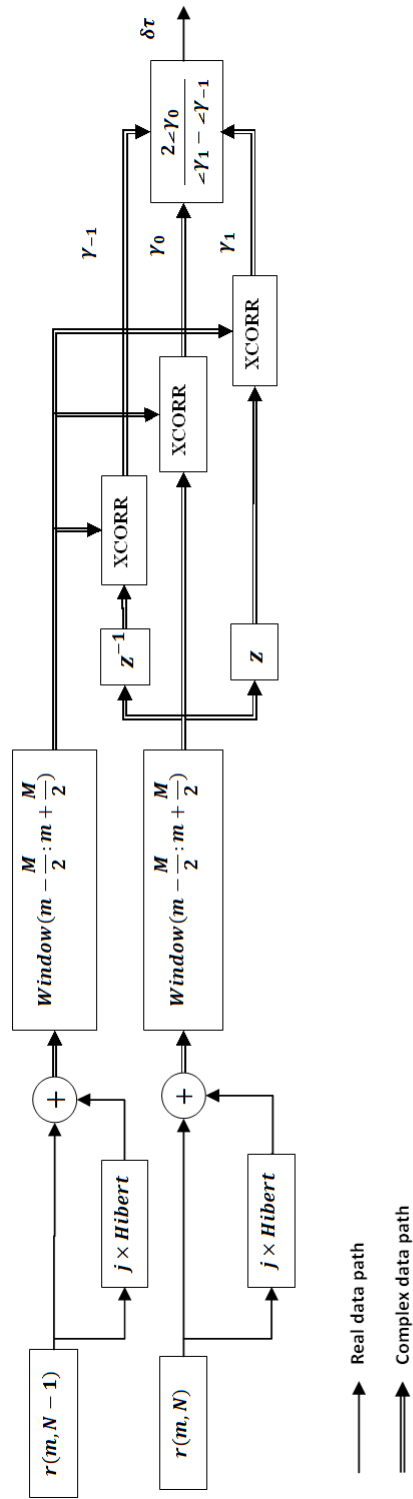 r(m, N − 1)
j × Hibert
+
Window(m − M/2 : m + M/2)
r(m, N)
j × Hibert
+
Window(m − M/2 : m + M/2)
z⁻¹
z
XCORR
XCORR
XCORR
γ₋₁
γ₀
γ₁
2∠γ₀
∠γ₁ − ∠γ₋₁
δτ
Real data path
Complex data path